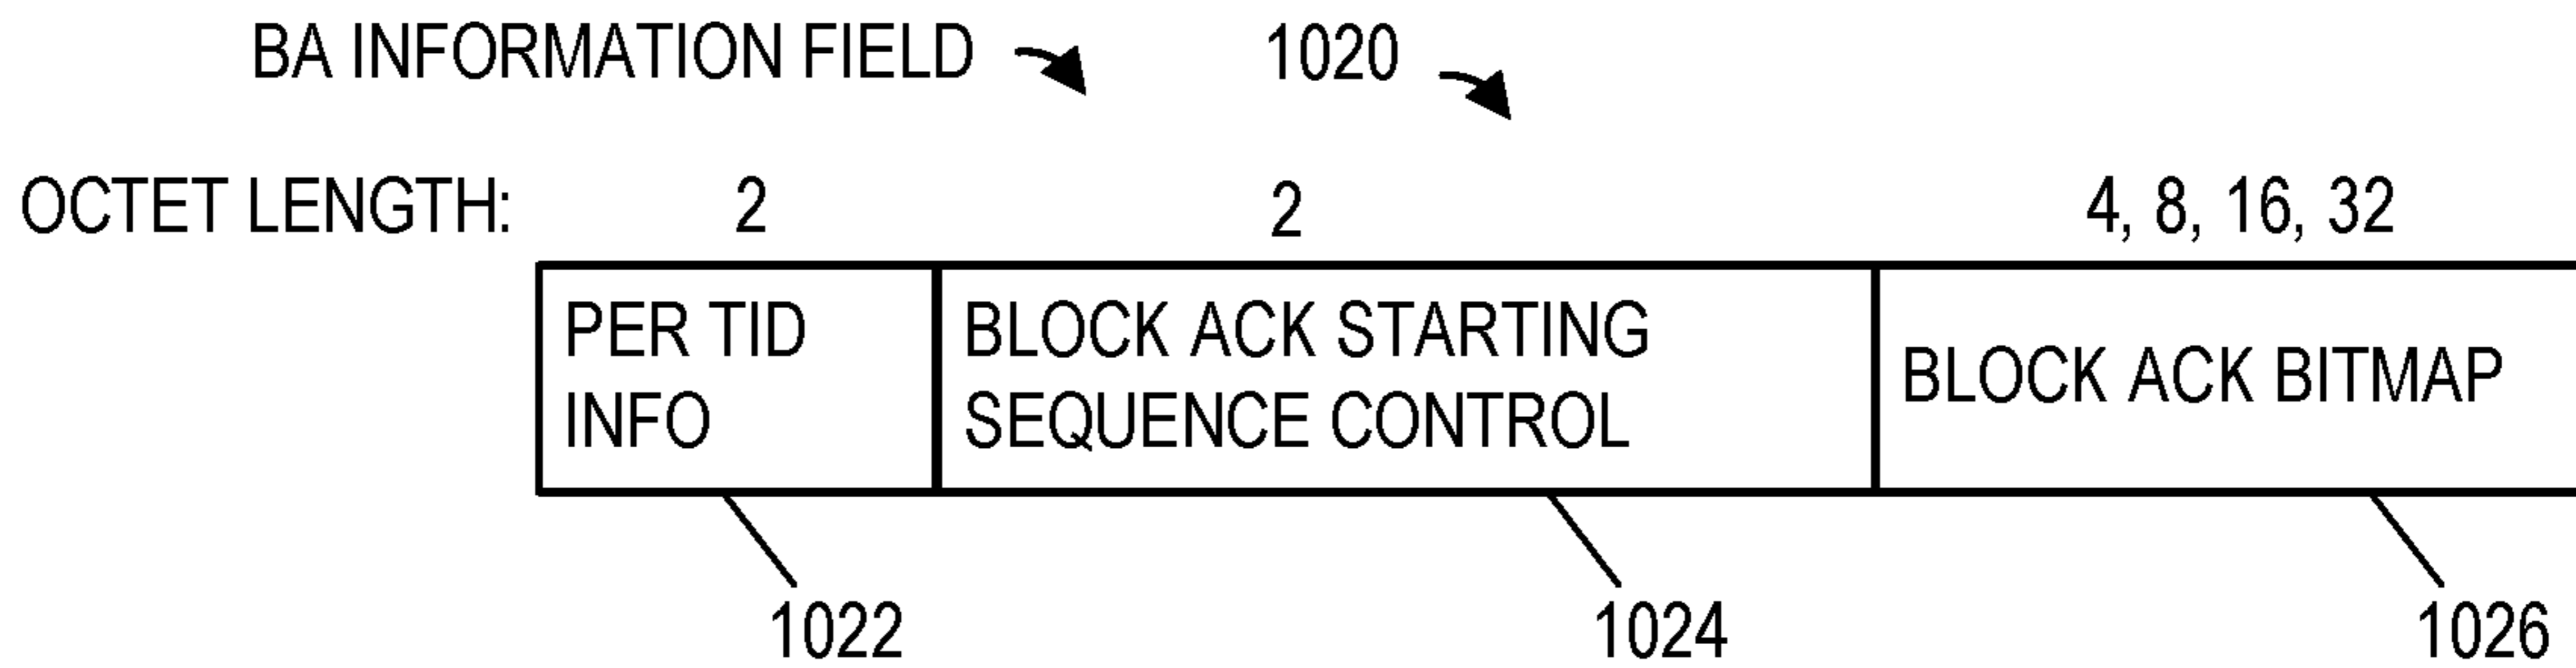 BA INFORMATION FIELD 1020
OCTET LENGTH: 2 2 4, 8, 16, 32
PER TID
INFO
BLOCK ACK STARTING
SEQUENCE CONTROL
BLOCK ACK BITMAP
1022 1024 1026